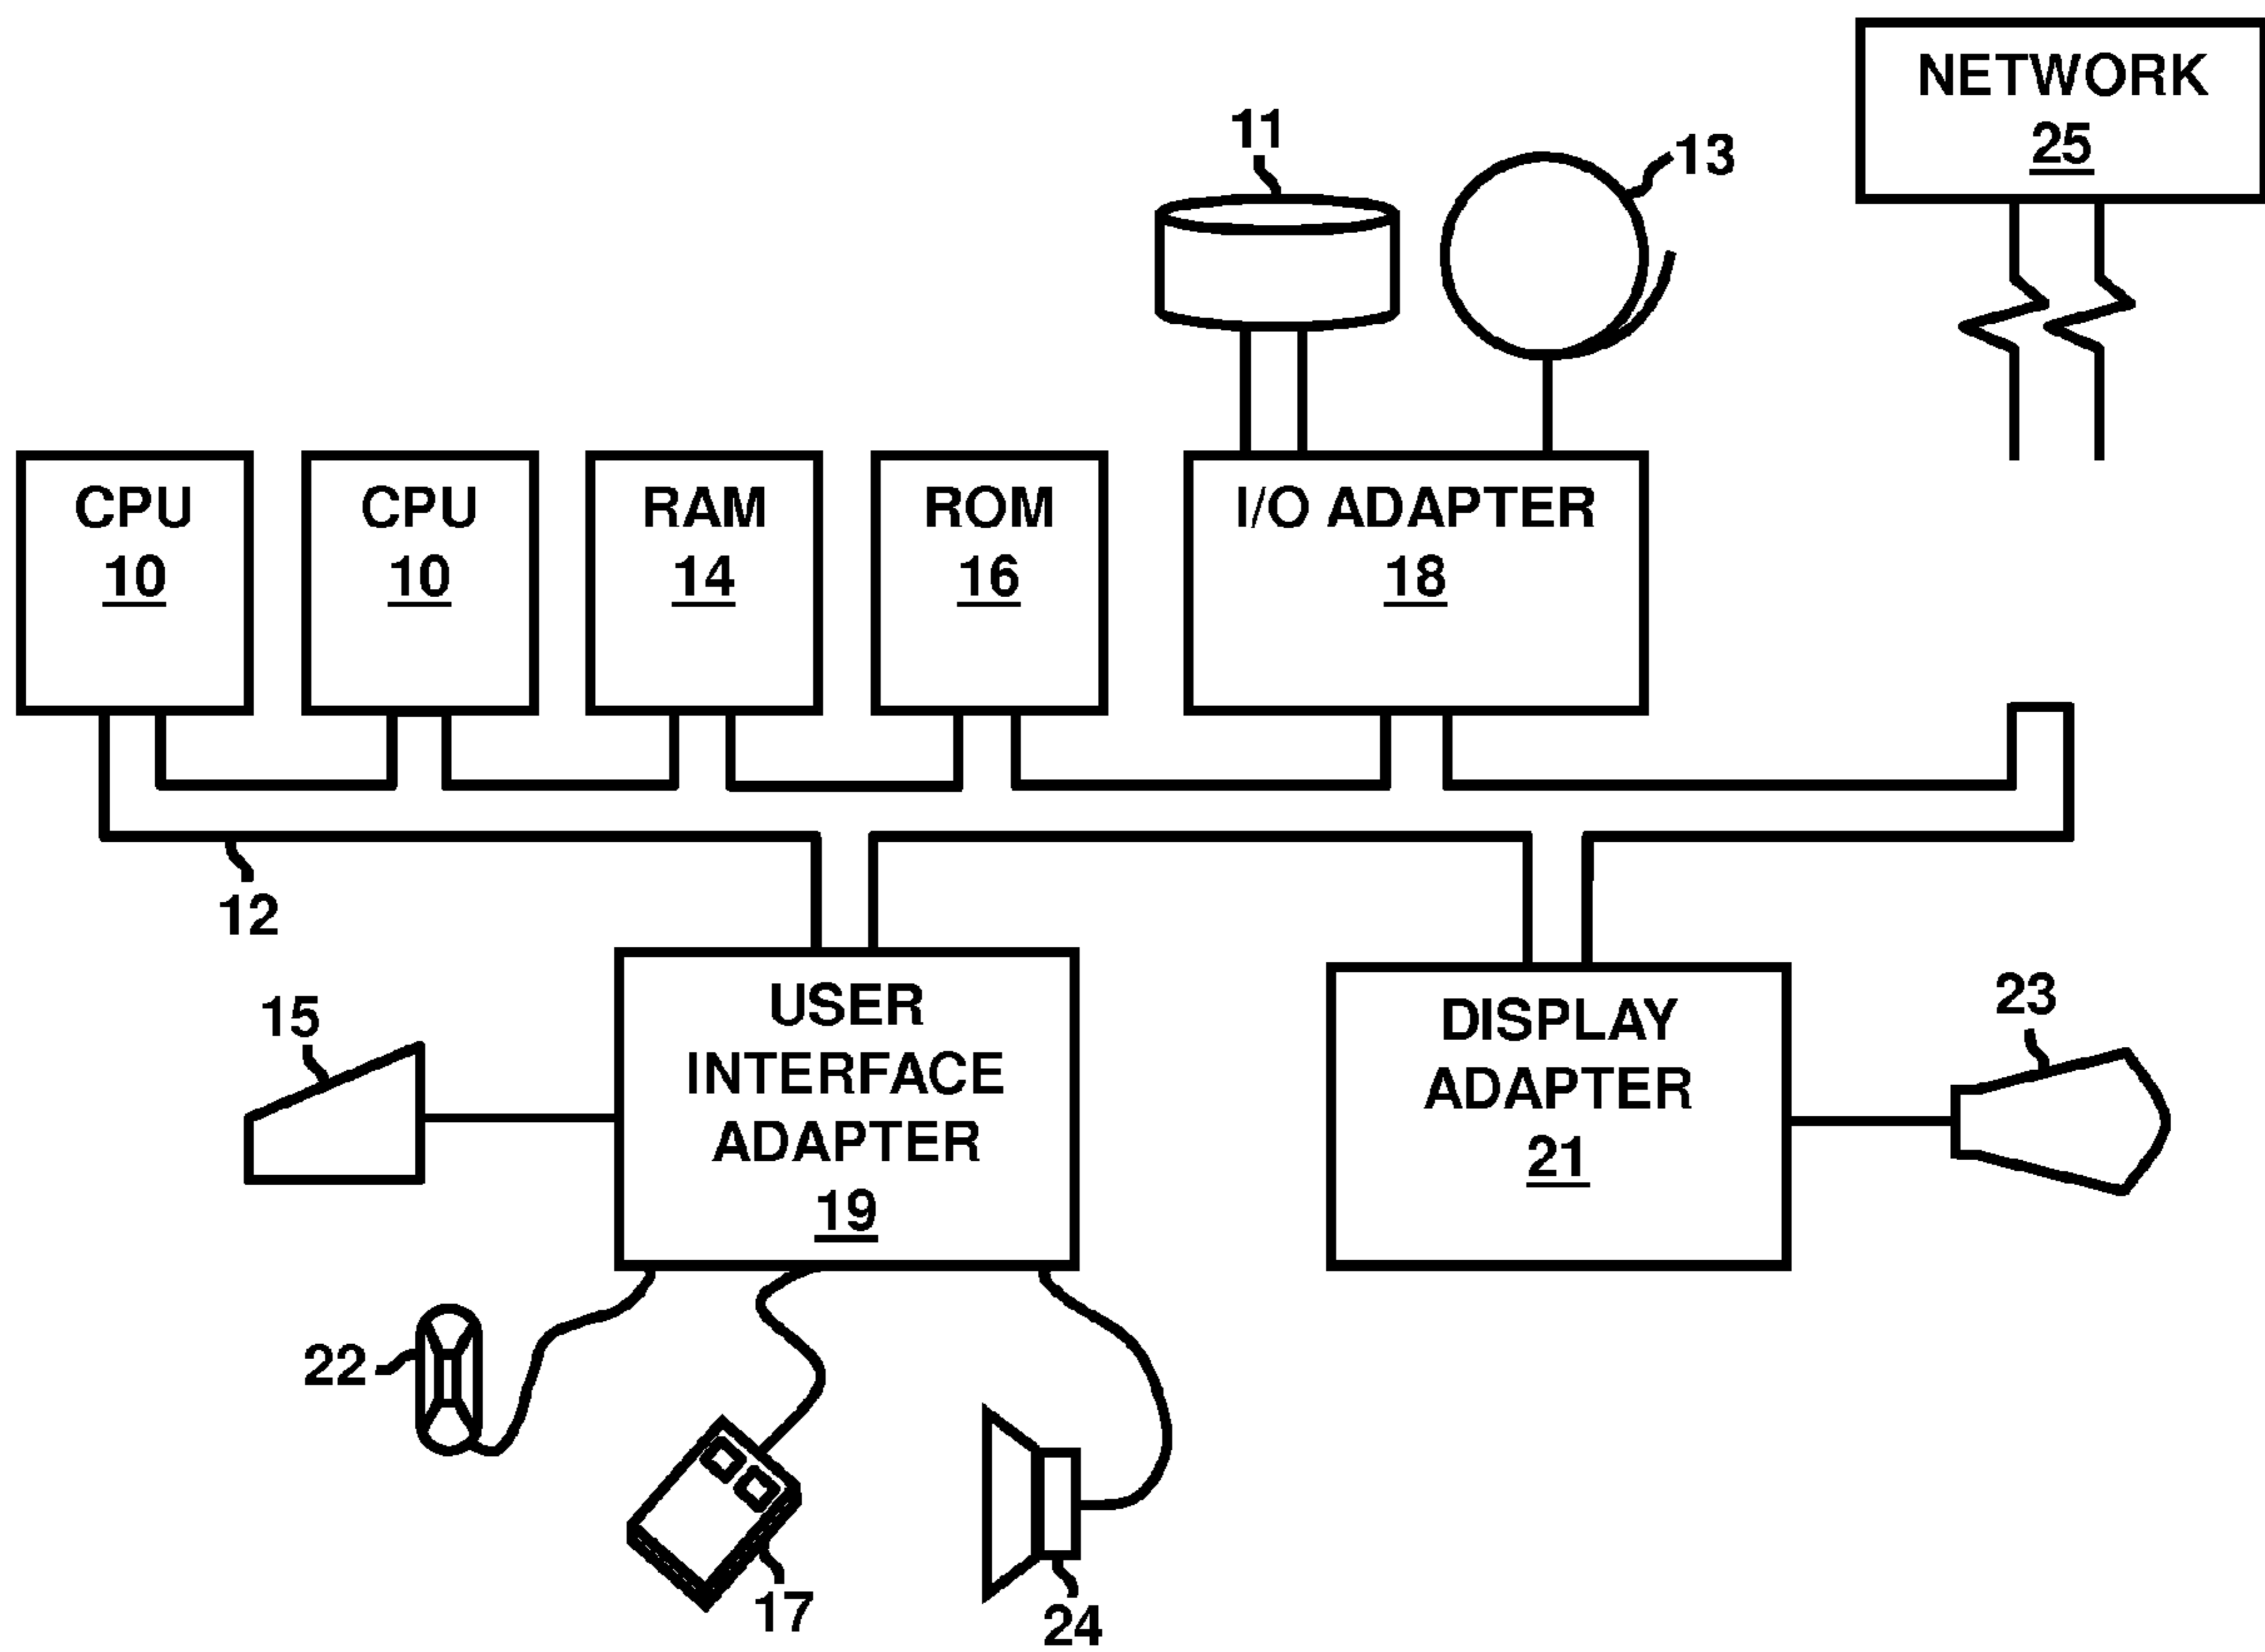 NETWORK
25
11
13
CPU
10
CPU
10
RAM
14
ROM
16
I/O ADAPTER
18
12
USER
INTERFACE
ADAPTER
19
DISPLAY
ADAPTER
21
15
23
22
17
24